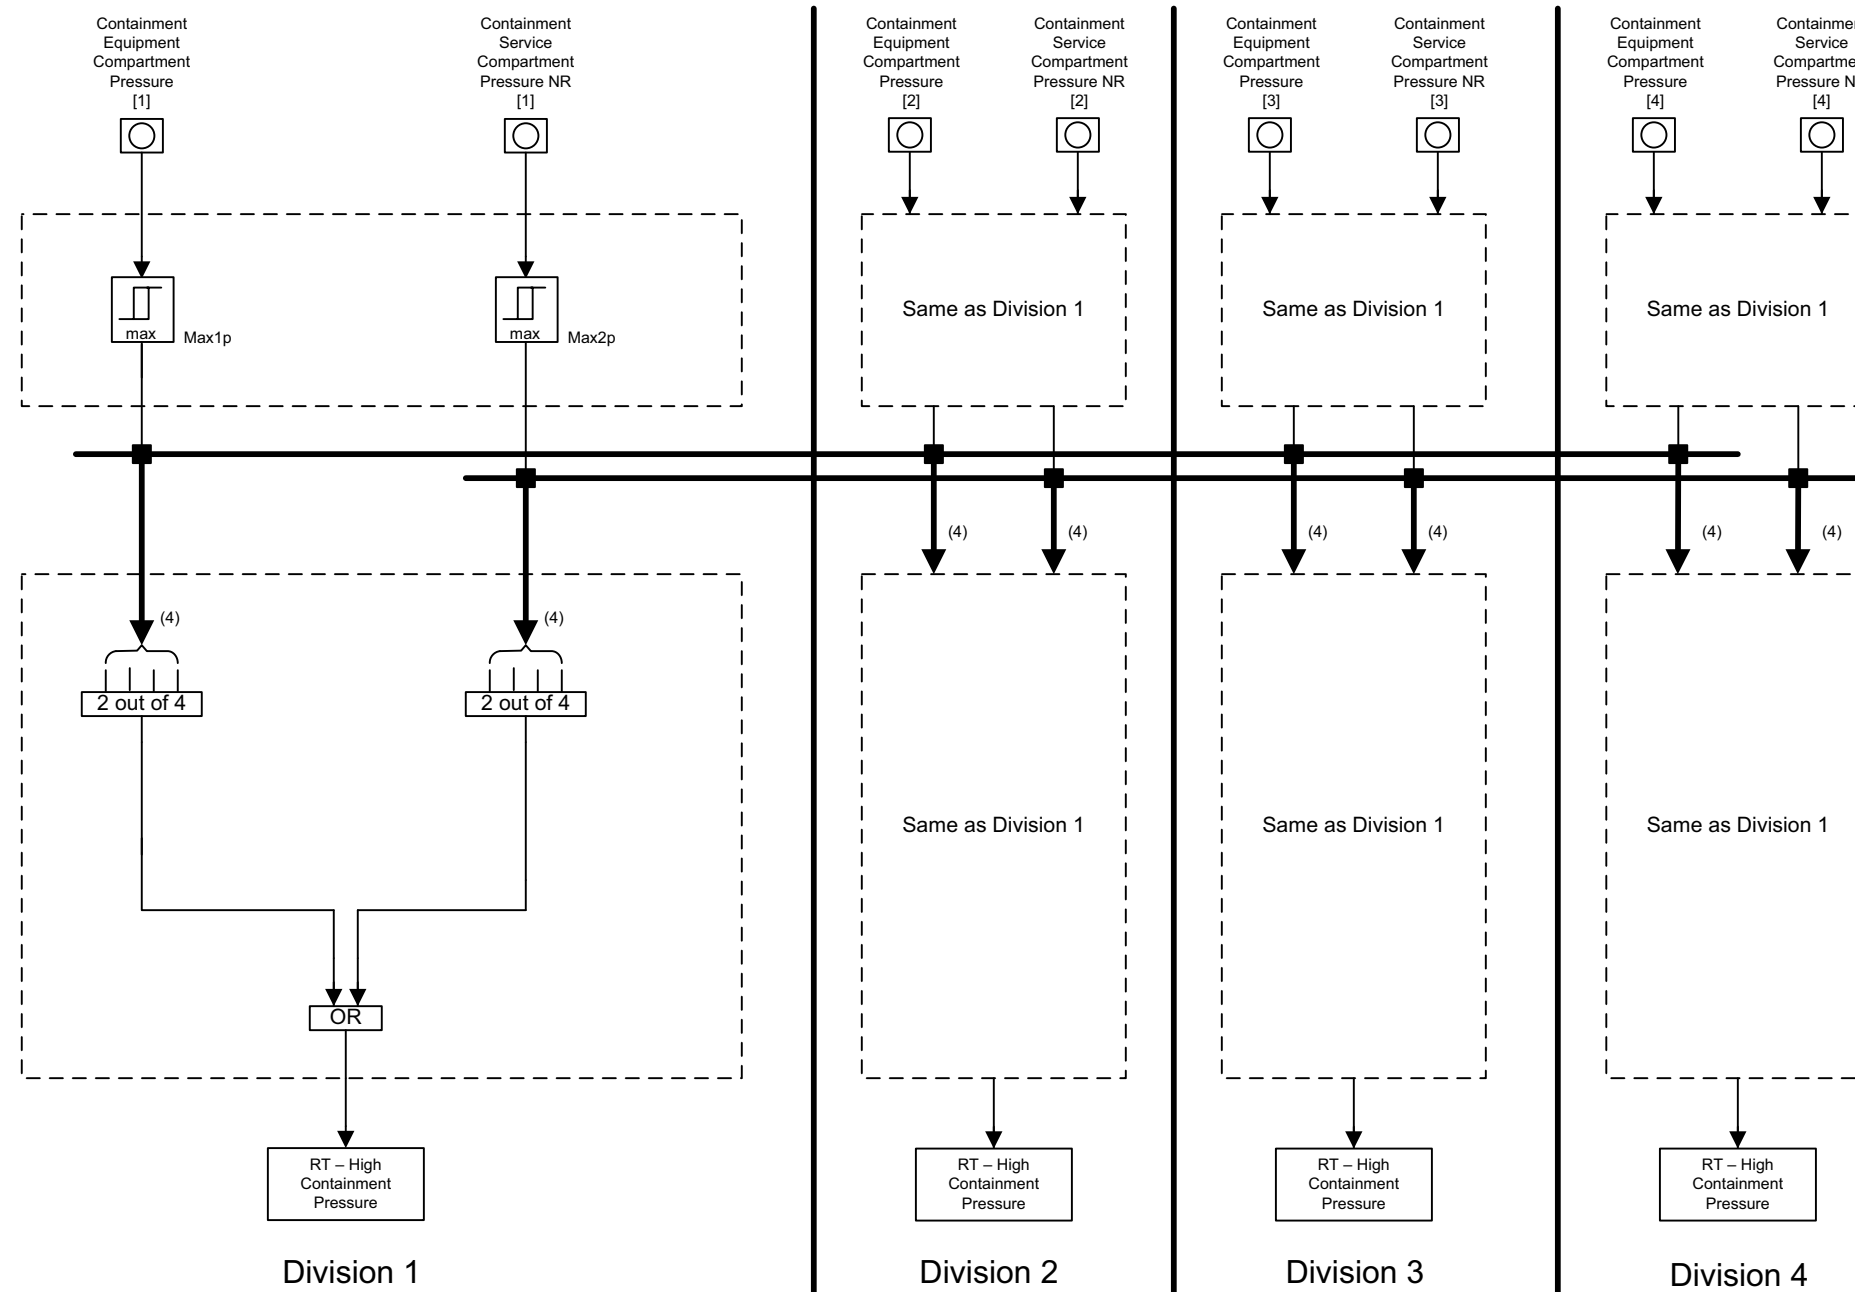 Containment
Equipment
Compartment
Pressure
[1]
Containment
Service
Compartment
Pressure NR
[1]
Containment
Equipment
Compartment
Pressure
[2]
Containment
Service
Compartment
Pressure NR
[2]
Containment
Equipment
Compartment
Pressure
[3]
Containment
Service
Compartment
Pressure NR
[3]
Containment
Equipment
Compartment
Pressure
[4]
Service
Pressure
[4]
max
Max1p
max
Max2p
Same as Division 1
Same as Division 1
Same as Division 1
(4)
(4)
(4)
(4)
(4)
(4)
(4)
(4)
2 out of 4
2 out of 4
Same as Division 1
Same as Division 1
Same as Division 1
OR
RT – High
Containment
Pressure
RT – High
Containment
Pressure
RT – High
Containment
Pressure
RT – High
Containment
Pressure
Division 1
Division 2
Division 3
Division 4